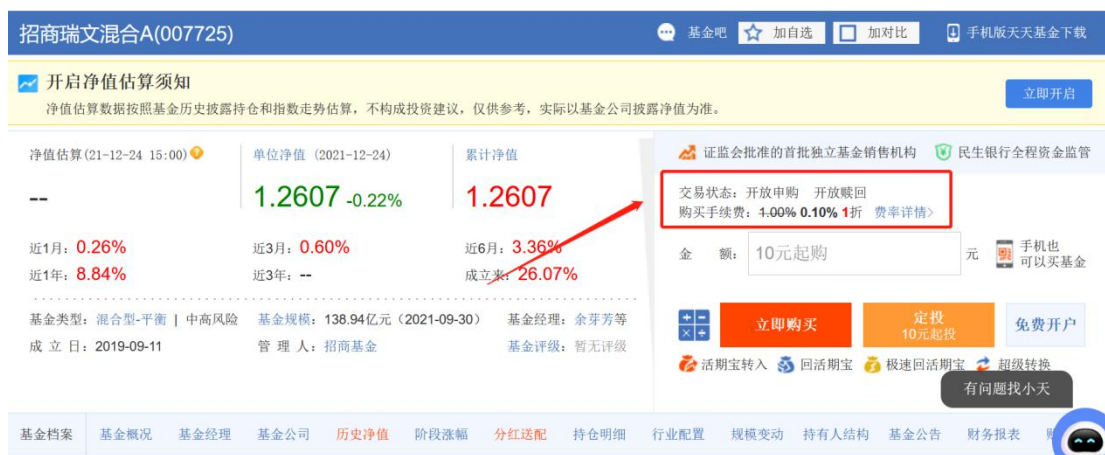 招商瑞文混合A(007725)
基金吧 加自选 加对比 手机版天天基金下载
开启净值估算须知
净值估算数据按照基金历史披露持仓和指数走势估算，不构成投资建议，仅供参考，实际以基金公司披露净值为准。
立即开启
净值估算(21-12-24 15:00) 单位净值 (2021-12-24) 累计净值
-- 1.2607 -0.22% 1.2607
近1月: 0.26% 近3月: 0.60% 近6月: 3.36%
近1年: 8.84% 近3年: -- 成立来: 26.07%
基金类型: 混合型-平衡 | 中高风险 基金规模: 138.94亿元 (2021-09-30) 基金经理: 余芽芳等
成 立 日: 2019-09-11 管 理 人: 招商基金 基金评级: 暂无评级
证监会批准的首批独立基金销售机构 民生银行全程资金监管
交易状态: 开放申购 开放赎回
购买手续费: 1.00% 0.10% 1折 费率详情>
金 额: 10元起购 元 手机也
可以买基金
立即购买 定投 免费开户
10元起投
活期宝转入 回活期宝 极速回活期宝 超级转换
有问题找小天
基金档案 基金概况 基金经理 基金公司 历史净值 阶段涨幅 分红送配 持仓明细 行业配置 规模变动 持有人结构 基金公告 财务报表